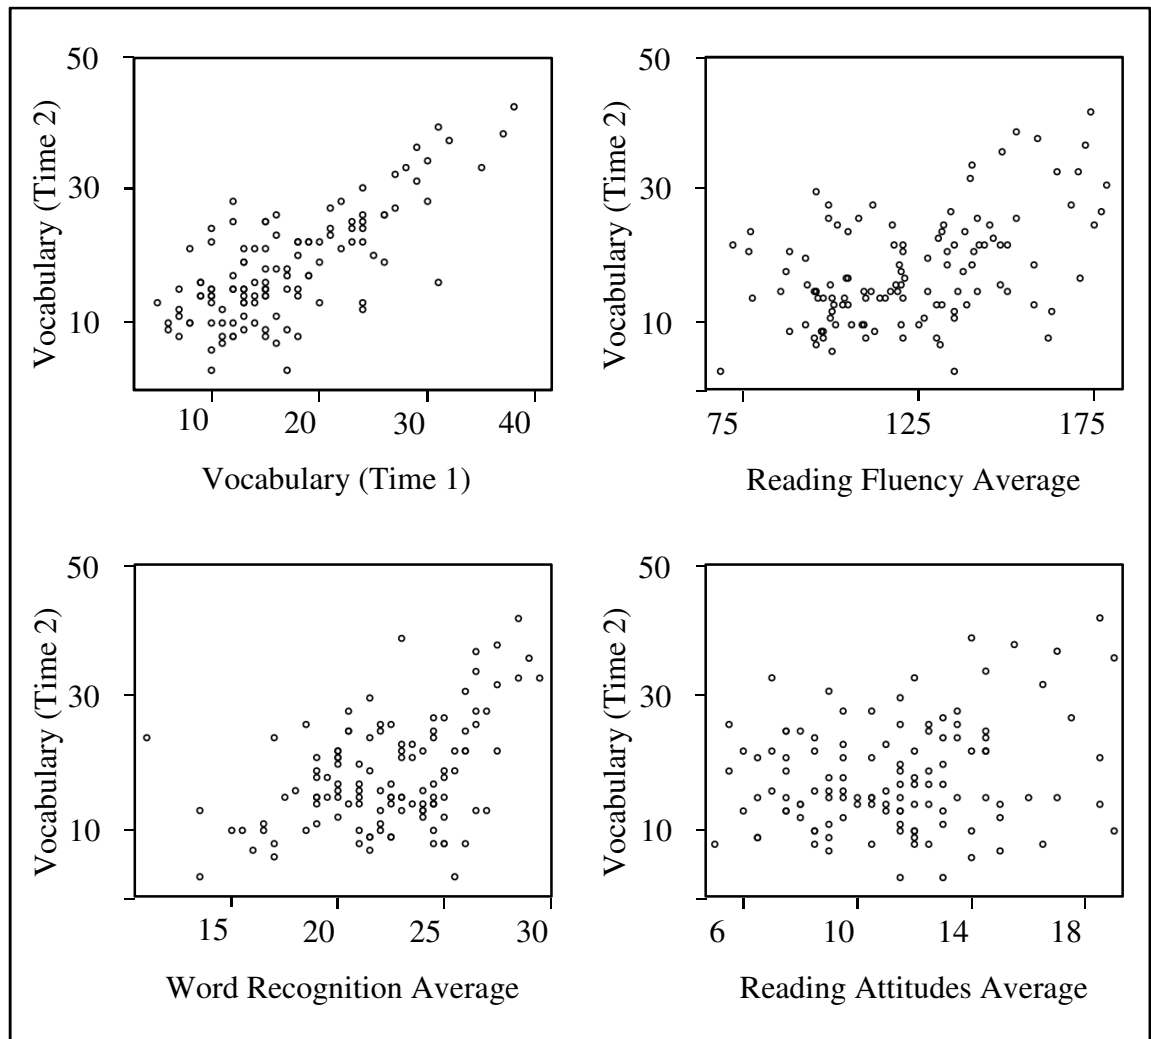 50
30
10
Vocabulary (Time 2)
10 20 30 40
Vocabulary (Time 1)
50
30
10
Vocabulary (Time 2)
75 125 175
Reading Fluency Average
50
30
10
Vocabulary (Time 2)
15 20 25 30
Word Recognition Average
50
30
10
Vocabulary (Time 2)
6 10 14 18
Reading Attitudes Average